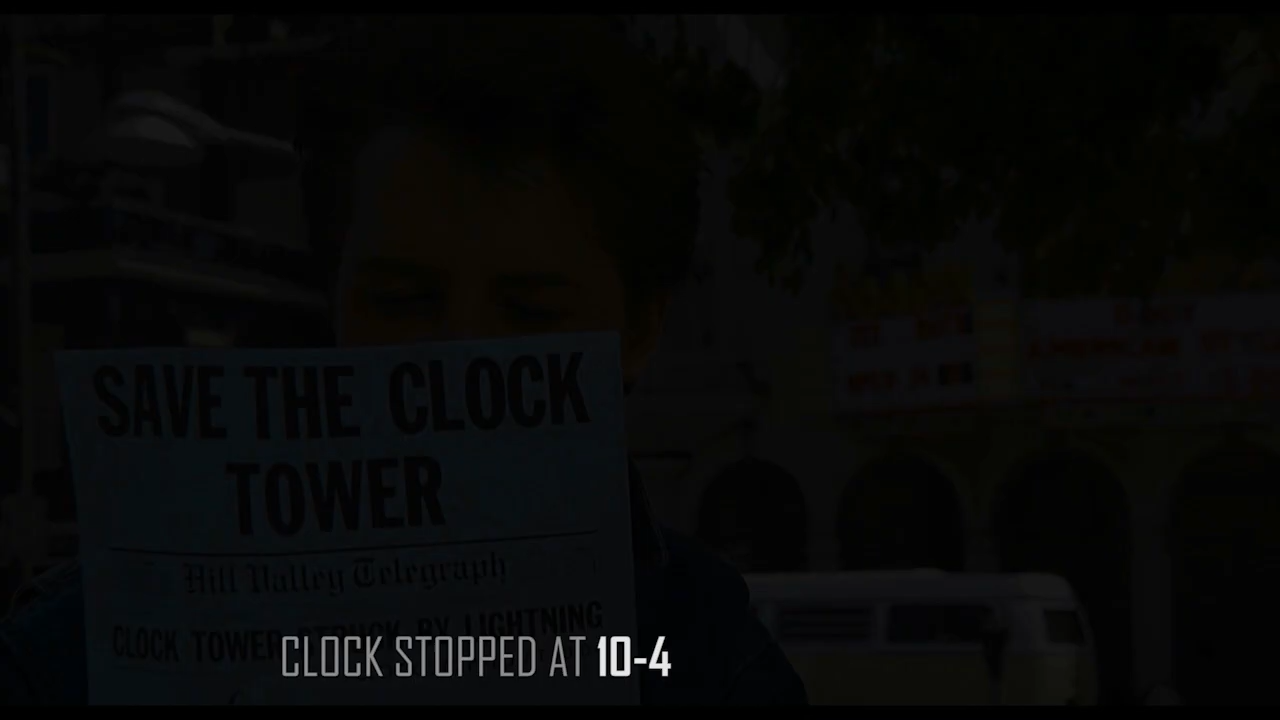 SAVE THE CLOCK
TOWER
Hill Valley Telegraph
CLOCK TOWER STRUCK BY LIGHTNING
CLOCK STOPPED AT 10-4